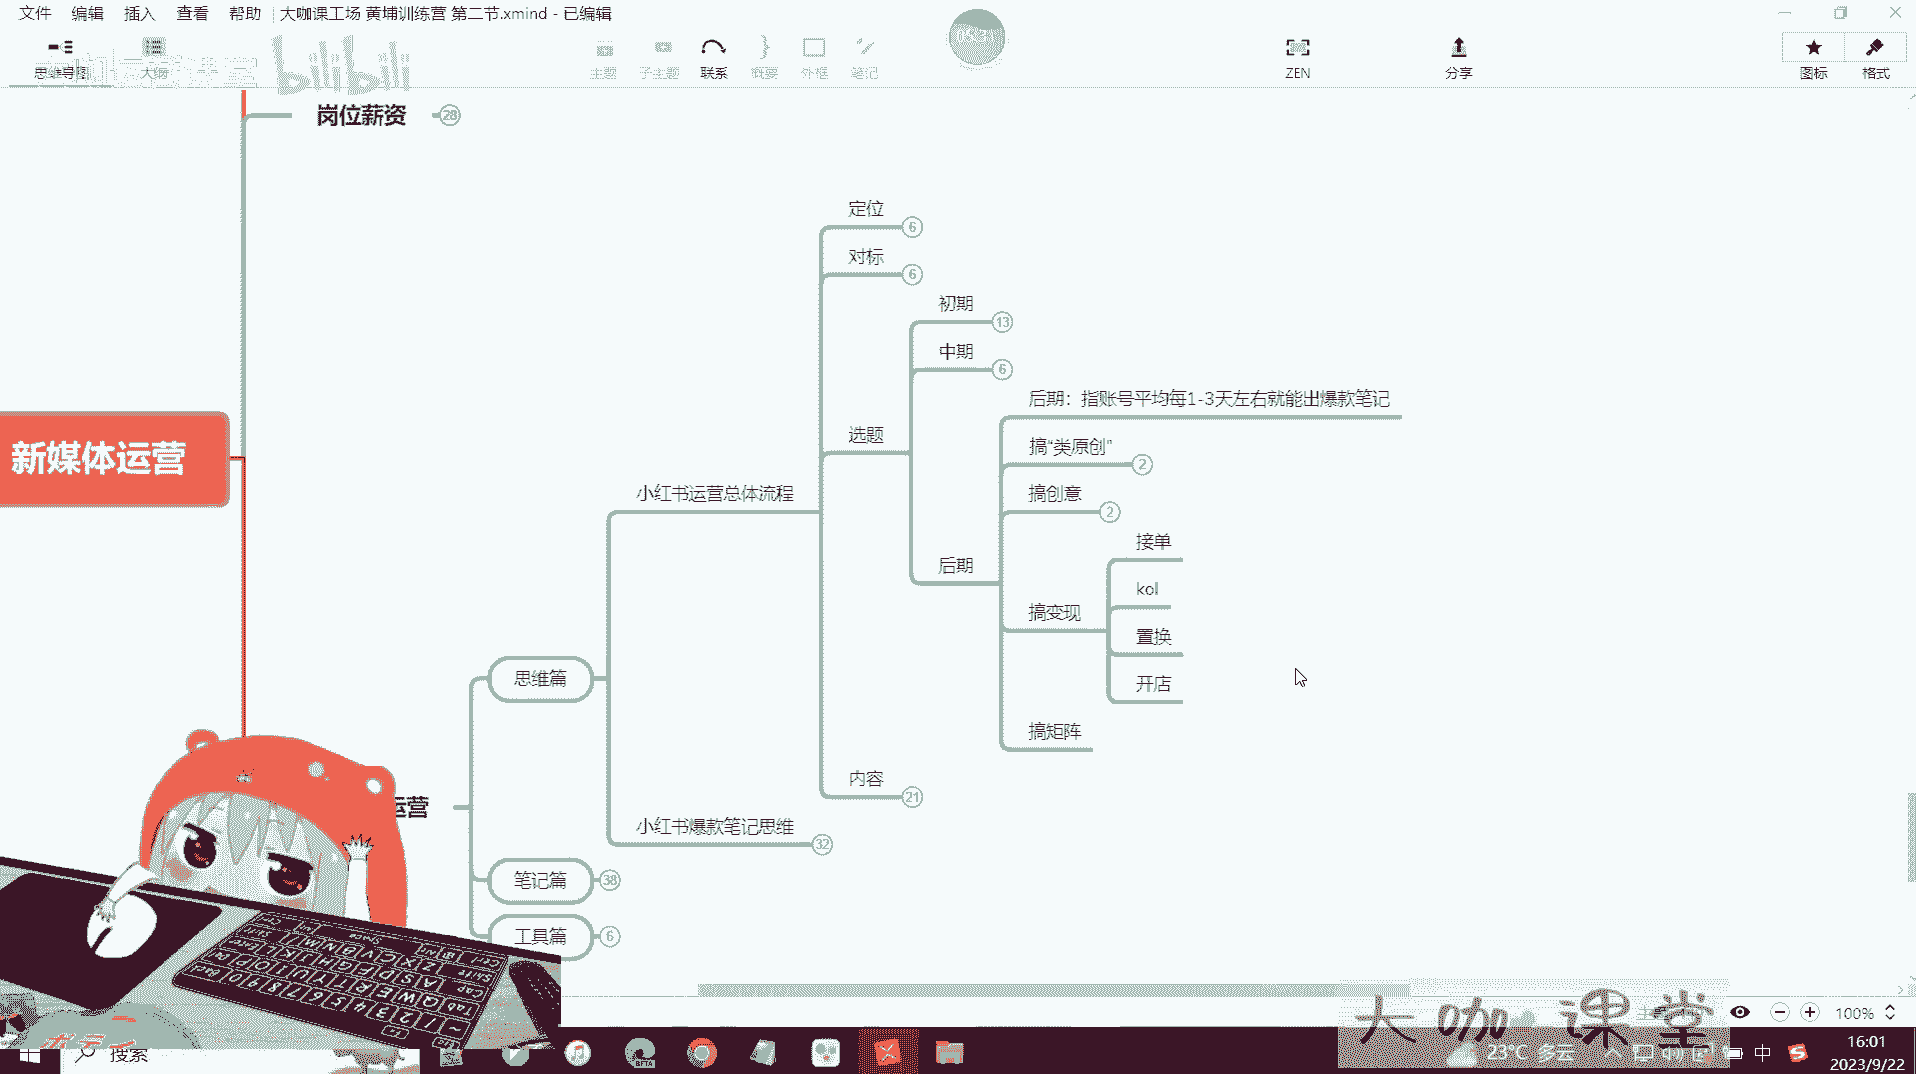 文件 编辑 插入 查看 帮助 大咖课工场 黄埔训练营 第二节.xmind - 已编辑
bilibili
05:31
思维导图 大纲 主题 子主题 联系 概要 外框 笔记 ZEN 分享 图标 格式
岗位薪资 28
定位 6
对标 6
初期 13
中期 6
后期：指账号平均每1-3天左右就能出爆款笔记
选题
搞“类原创” 2
新媒体运营
小红书运营总体流程
搞创意 2
接单
后期
kol
搞变现
置换
思维篇
开店
搞矩阵
内容 21
运营
小红书爆款笔记思维 32
笔记篇 38
工具篇 6
大咖课堂
100%
搜索
23°C 多云
中
16:01
2023/9/22